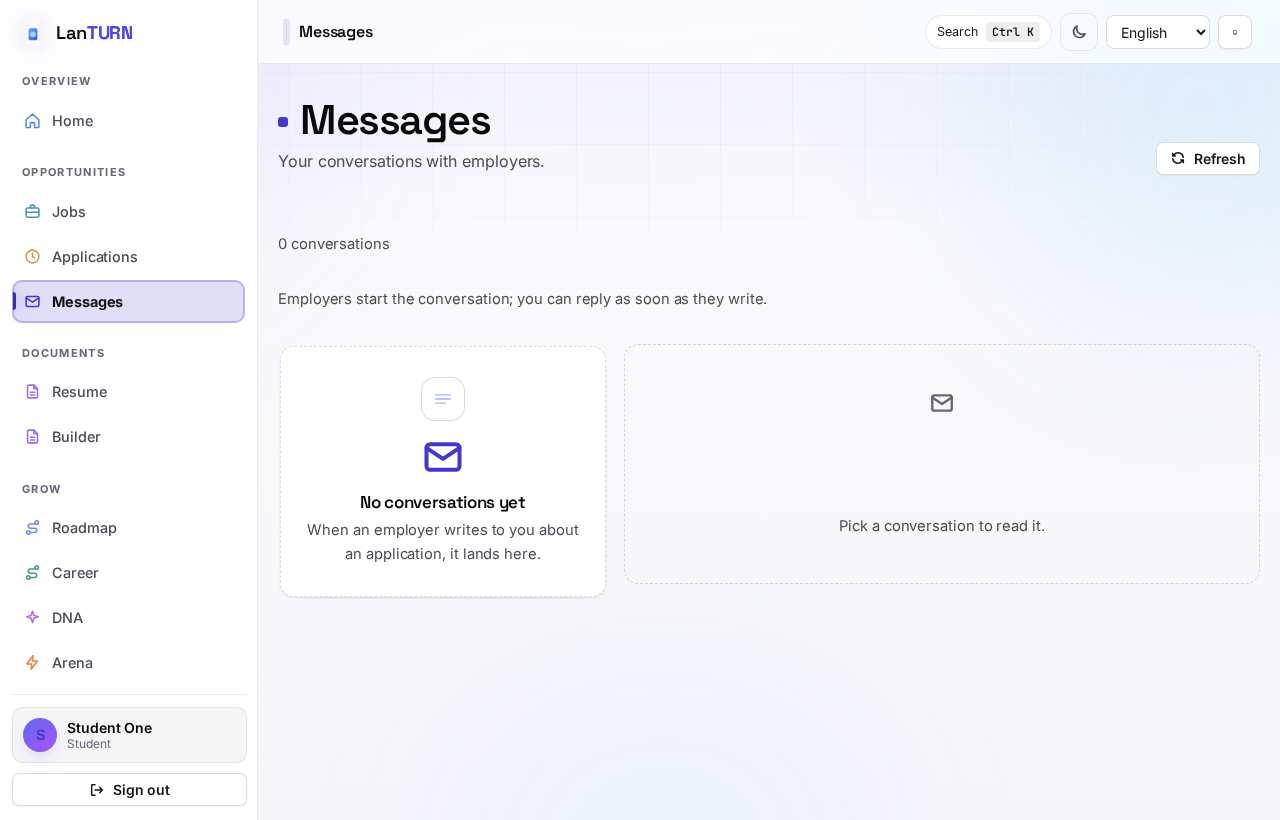 LanTURN
OVERVIEW
Home
OPPORTUNITIES
Jobs
Applications
Messages
DOCUMENTS
Resume
Builder
GROW
Roadmap
Career
DNA
Arena
S
Student One
Student
Sign out
Messages
Search Ctrl K
English
Messages
Your conversations with employers.
Refresh
0 conversations
Employers start the conversation; you can reply as soon as they write.
No conversations yet
When an employer writes to you about
an application, it lands here.
Pick a conversation to read it.